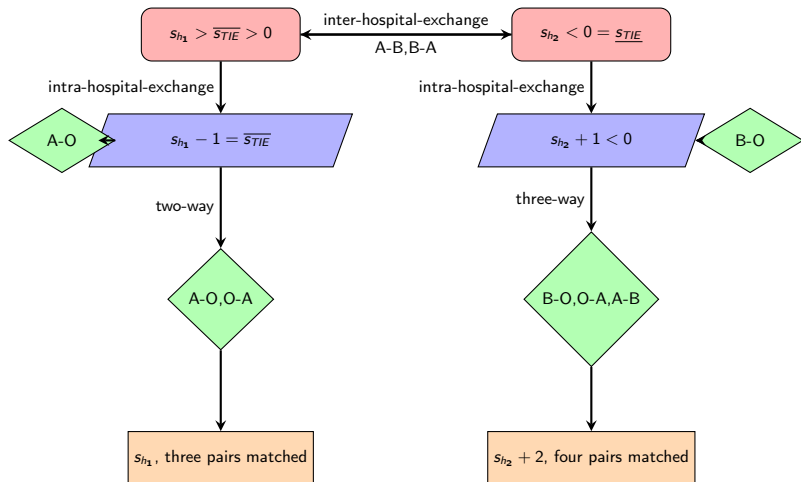 inter-hospital-exchange
s_{h_1} > \overline{s_{TIE}} > 0
s_{h_2} < 0 = \underline{s_{TIE}}
A-B,B-A
intra-hospital-exchange
intra-hospital-exchange
A-O
s_{h_1} − 1 = \overline{s_{TIE}}
s_{h_2} + 1 < 0
B-O
two-way
three-way
A-O,O-A
B-O,O-A,A-B
s_{h_1}, three pairs matched
s_{h_2} + 2, four pairs matched